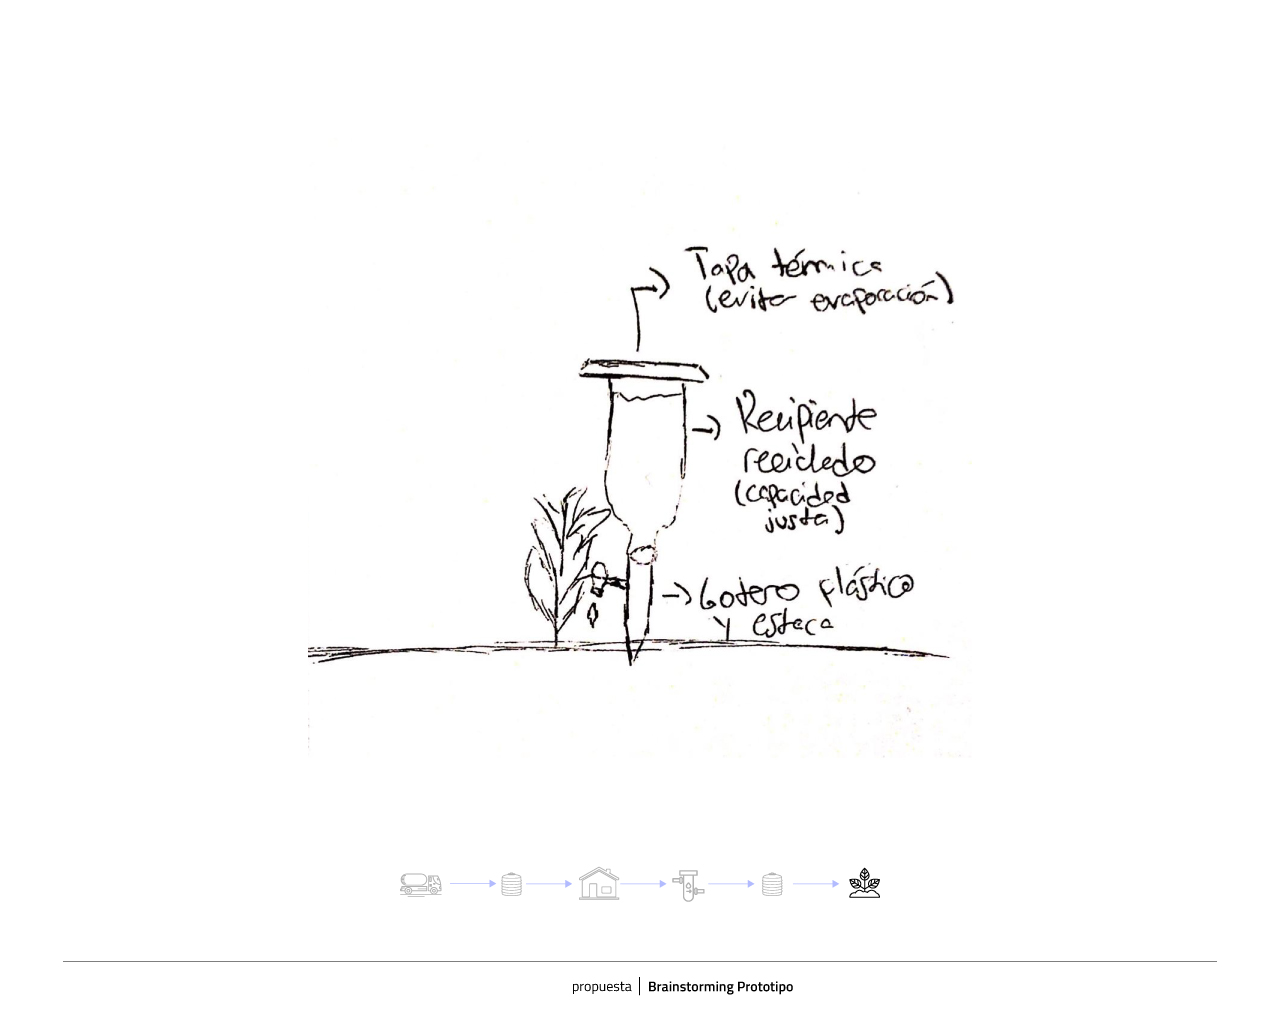 Tapa térmica
(evita evaporación)
Recipiente
reciclado
(capacidad
justa)
Gotero plástico
y estaca
propuesta | Brainstorming Prototipo